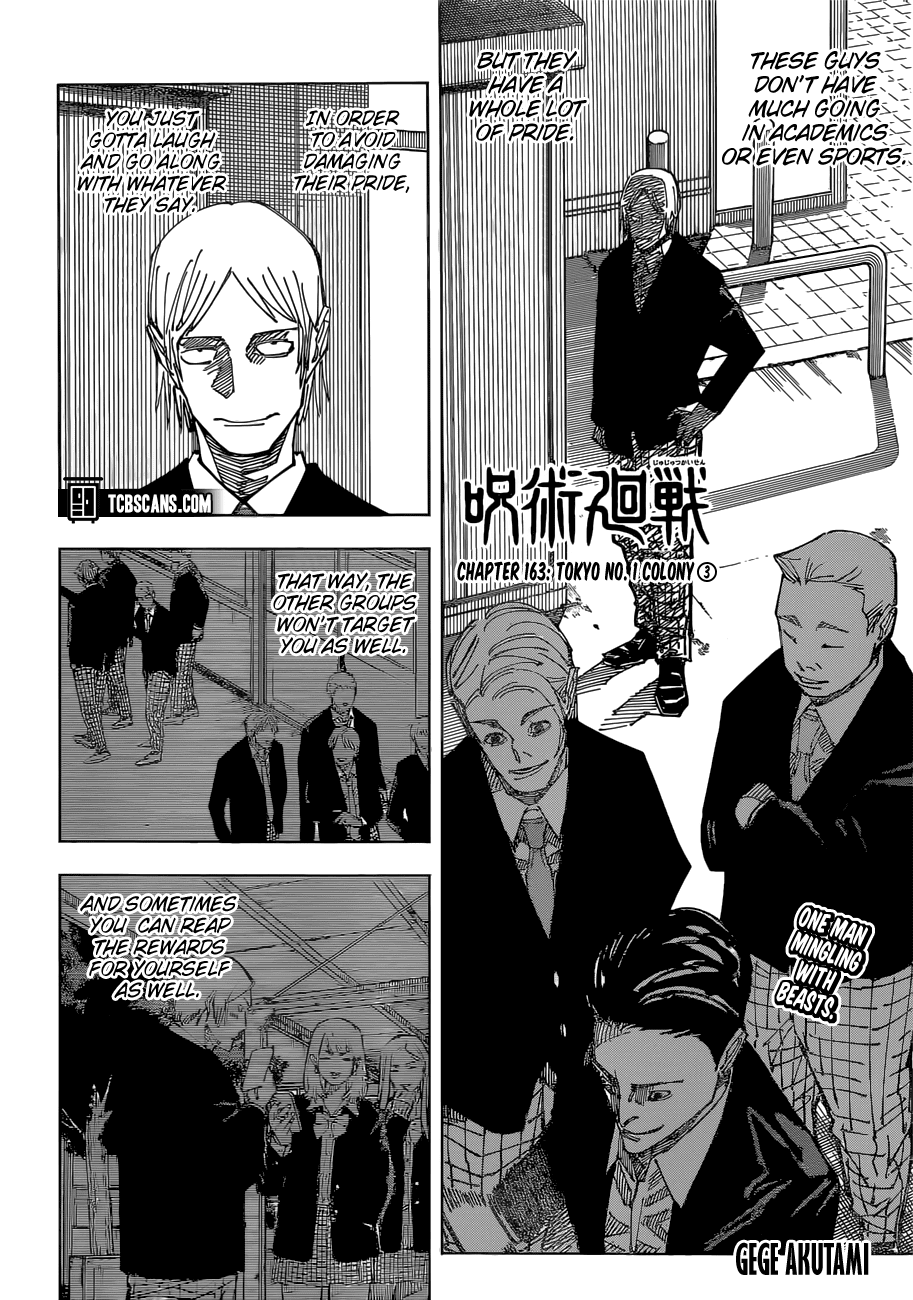 THESE GUYS
DON'T HAVE
MUCH GOING
IN ACADEMICS
OR EVEN SPORTS.
BUT THEY
HAVE A
WHOLE LOT
OF PRIDE.
じゅじゅつかいせん
呪術廻戦
CHAPTER 163: TOKYO NO. 1 COLONY ③
ONE MAN
MINGLING
WITH
BEASTS.
GEGE AKUTAMI
IN ORDER
TO AVOID
DAMAGING
THEIR PRIDE,
YOU JUST
GOTTA LAUGH
AND GO ALONG
WITH WHATEVER
THEY SAY.
TCBSCANS.COM
THAT WAY, THE
OTHER GROUPS
WON'T TARGET
YOU AS WELL.
AND SOMETIMES
YOU CAN REAP
THE REWARDS
FOR YOURSELF
AS WELL.